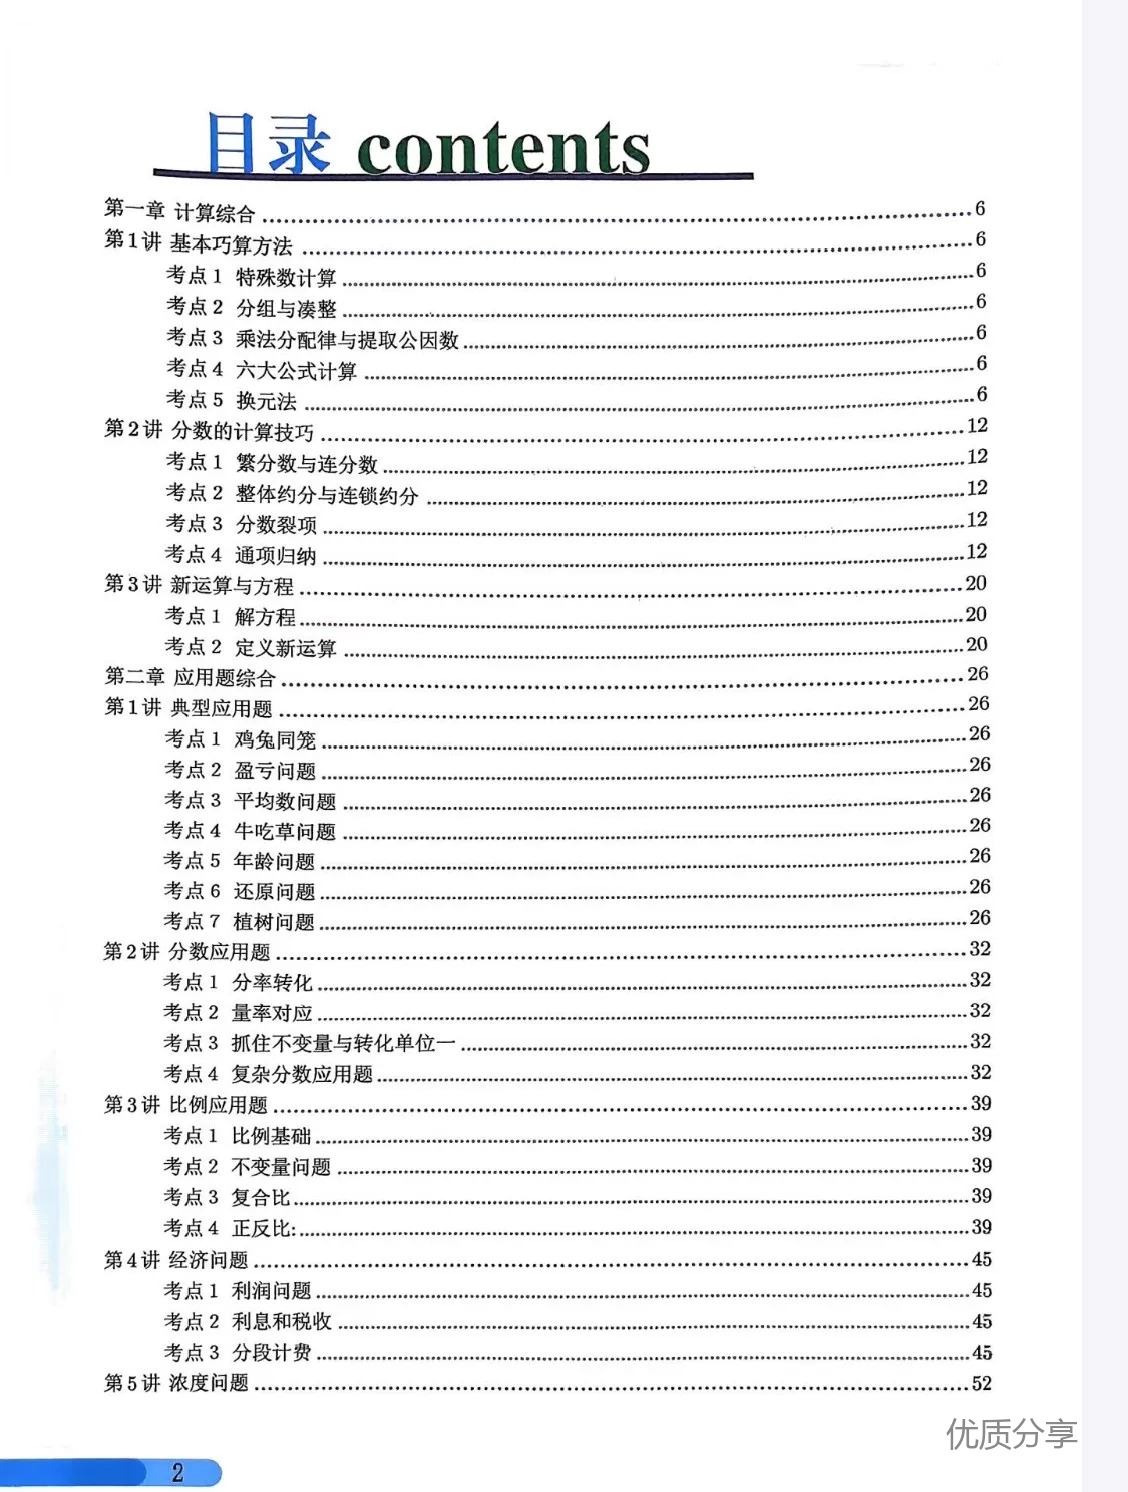 目录 contents
第一章 计算综合 6
第1讲 基本巧算方法 6
考点1 特殊数计算 6
考点2 分组与凑整 6
考点3 乘法分配律与提取公因数 6
考点4 六大公式计算 6
考点5 换元法 6
第2讲 分数的计算技巧 12
考点1 繁分数与连分数 12
考点2 整体约分与连锁约分 12
考点3 分数裂项 12
考点4 通项归纳 12
第3讲 新运算与方程 20
考点1 解方程 20
考点2 定义新运算 20
第二章 应用题综合 26
第1讲 典型应用题 26
考点1 鸡兔同笼 26
考点2 盈亏问题 26
考点3 平均数问题 26
考点4 牛吃草问题 26
考点5 年龄问题 26
考点6 还原问题 26
考点7 植树问题 26
第2讲 分数应用题 32
考点1 分率转化 32
考点2 量率对应 32
考点3 抓住不变量与转化单位一 32
考点4 复杂分数应用题 32
第3讲 比例应用题 39
考点1 比例基础 39
考点2 不变量问题 39
考点3 复合比 39
考点4 正反比: 39
第4讲 经济问题 45
考点1 利润问题 45
考点2 利息和税收 45
考点3 分段计费 45
第5讲 浓度问题 52
优质分享
2